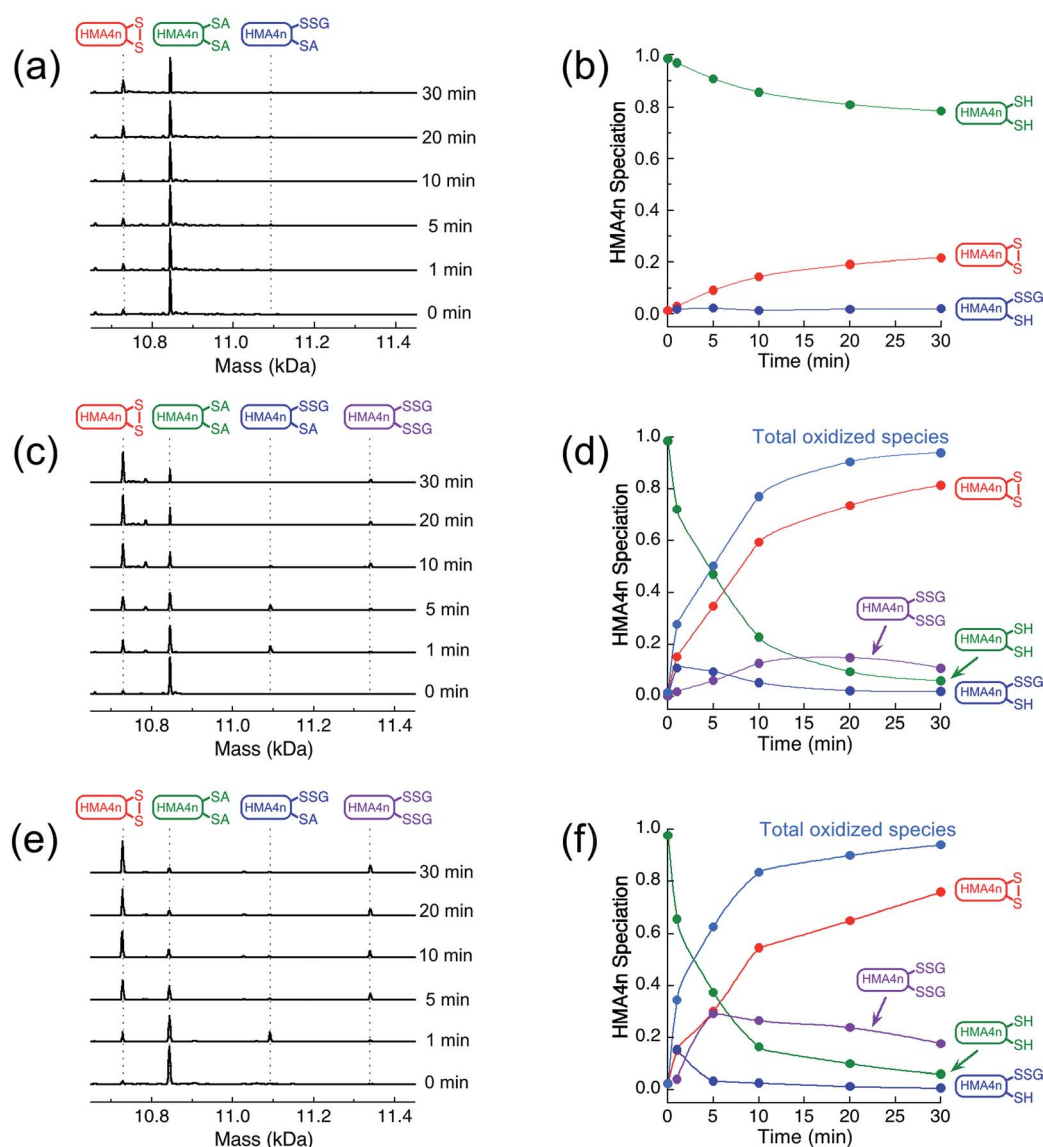 (a)
HMA4n S S
HMA4n SA SA
HMA4n SSG SA
30 min
20 min
10 min
5 min
1 min
0 min
10.8 11.0 11.2 11.4
Mass (kDa)
(b)
HMA4n Speciation
1.0
0.8
0.6
0.4
0.2
0.0
0 5 10 15 20 25 30
Time (min)
HMA4n SH SH
HMA4n S S
HMA4n SSG SH
(c)
HMA4n S S
HMA4n SA SA
HMA4n SSG SA
HMA4n SSG SSG
30 min
20 min
10 min
5 min
1 min
0 min
10.8 11.0 11.2 11.4
Mass (kDa)
(d)
HMA4n Speciation
1.0
0.8
0.6
0.4
0.2
0.0
0 5 10 15 20 25 30
Time (min)
Total oxidized species
HMA4n S S
HMA4n SSG SSG
HMA4n SH SH
HMA4n SSG SH
(e)
HMA4n S S
HMA4n SA SA
HMA4n SSG SA
HMA4n SSG SSG
30 min
20 min
10 min
5 min
1 min
0 min
10.8 11.0 11.2 11.4
Mass (kDa)
(f)
HMA4n Speciation
1.0
0.8
0.6
0.4
0.2
0.0
0 5 10 15 20 25 30
Time (min)
Total oxidized species
HMA4n S S
HMA4n SSG SSG
HMA4n SH SH
HMA4n SSG SH